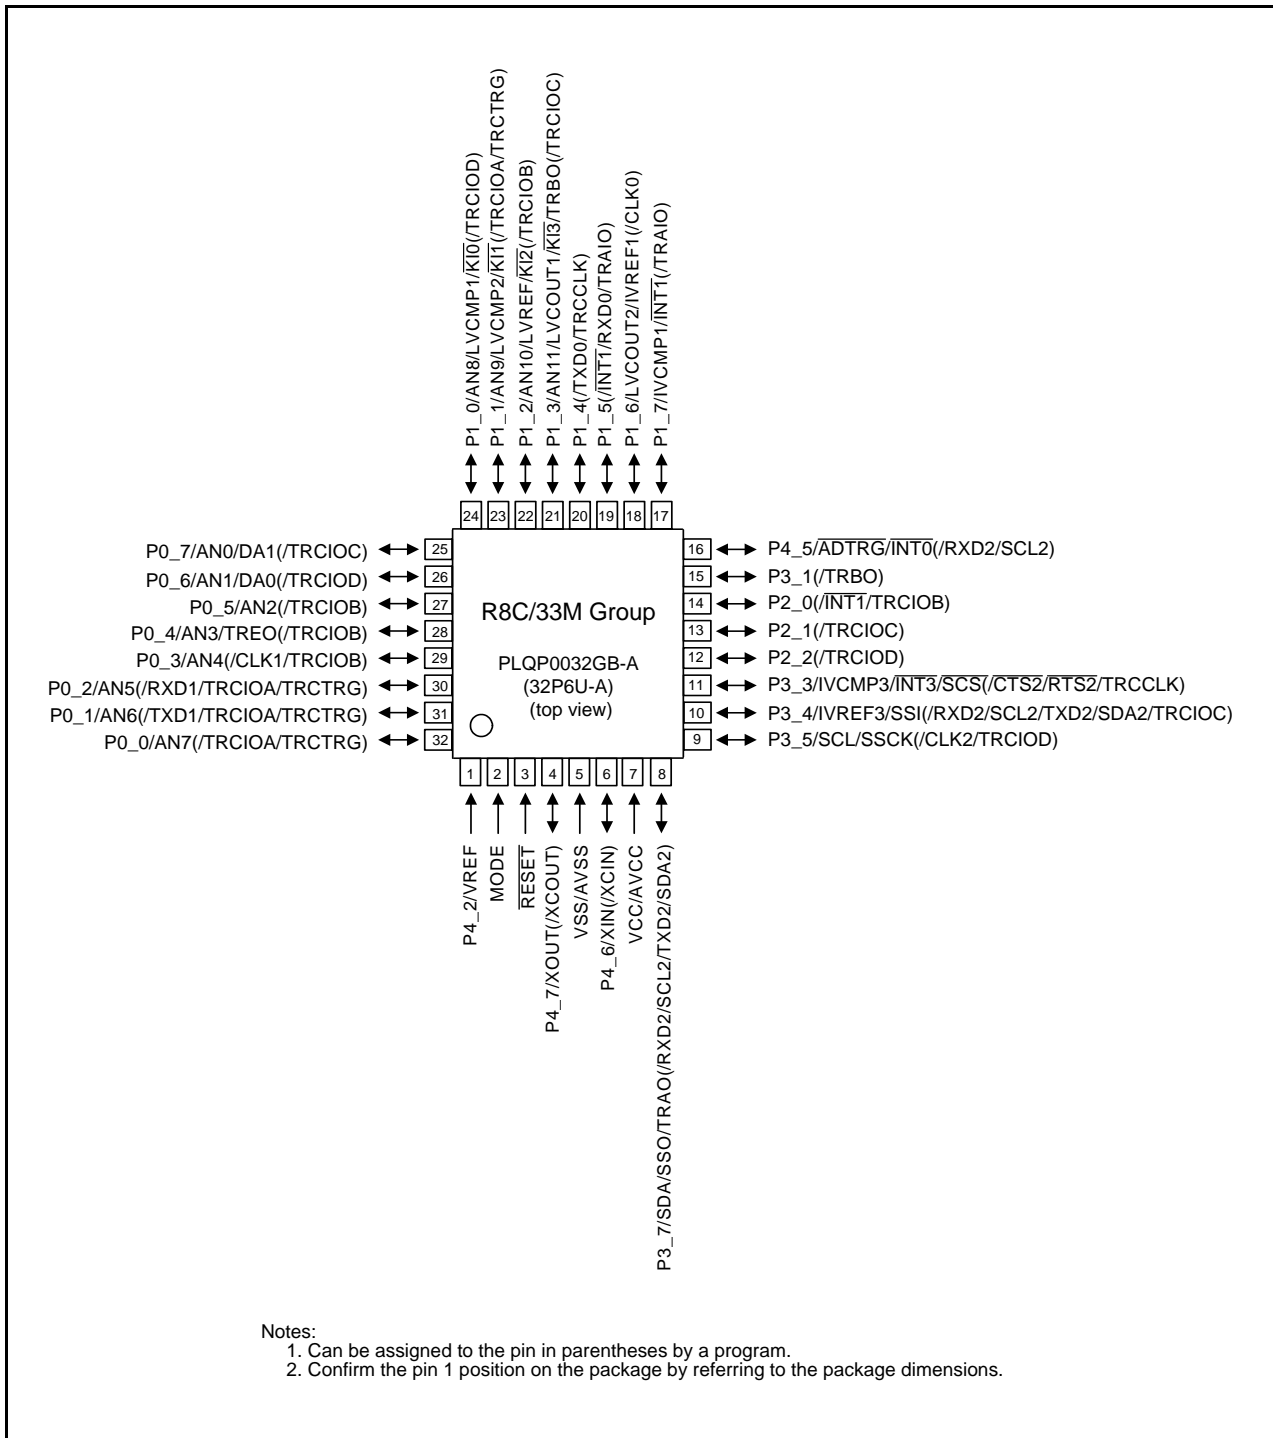 P1_0/AN8/LVCMP1/KI0(/TRCIOD)
P1_1/AN9/LVCMP2/KI1(/TRCIOA/TRCTRG)
P1_2/AN10/LVREF/KI2(/TRCIOB)
P1_3/AN11/LVCOUT1/KI3/TRBO(/TRCIOC)
P1_4(/TXD0/TRCCLK)
P1_5(/INT1/RXD0/TRAIO)
P1_6/LVCOUT2/IVREF1(/CLK0)
P1_7/IVCMP1/INT1(/TRAIO)
24 23 22 21 20 19 18 17
P0_7/AN0/DA1(/TRCIOC) 25
P0_6/AN1/DA0(/TRCIOD) 26
P0_5/AN2(/TRCIOB) 27
P0_4/AN3/TREO(/TRCIOB) 28
P0_3/AN4(/CLK1/TRCIOB) 29
P0_2/AN5(/RXD1/TRCIOA/TRCTRG) 30
P0_1/AN6(/TXD1/TRCIOA/TRCTRG) 31
P0_0/AN7(/TRCIOA/TRCTRG) 32
R8C/33M Group
PLQP0032GB-A
(32P6U-A)
(top view)
16 P4_5/ADTRG/INT0(/RXD2/SCL2)
15 P3_1(/TRBO)
14 P2_0(/INT1/TRCIOB)
13 P2_1(/TRCIOC)
12 P2_2(/TRCIOD)
11 P3_3/IVCMP3/INT3/SCS(/CTS2/RTS2/TRCCLK)
10 P3_4/IVREF3/SSI(/RXD2/SCL2/TXD2/SDA2/TRCIOC)
9 P3_5/SCL/SSCK(/CLK2/TRCIOD)
1 2 3 4 5 6 7 8
P4_2/VREF
MODE
RESET
P4_7/XOUT(/XCOUT)
VSS/AVSS
P4_6/XIN(/XCIN)
VCC/AVCC
P3_7/SDA/SSO/TRAO(/RXD2/SCL2/TXD2/SDA2)
Notes:
1. Can be assigned to the pin in parentheses by a program.
2. Confirm the pin 1 position on the package by referring to the package dimensions.